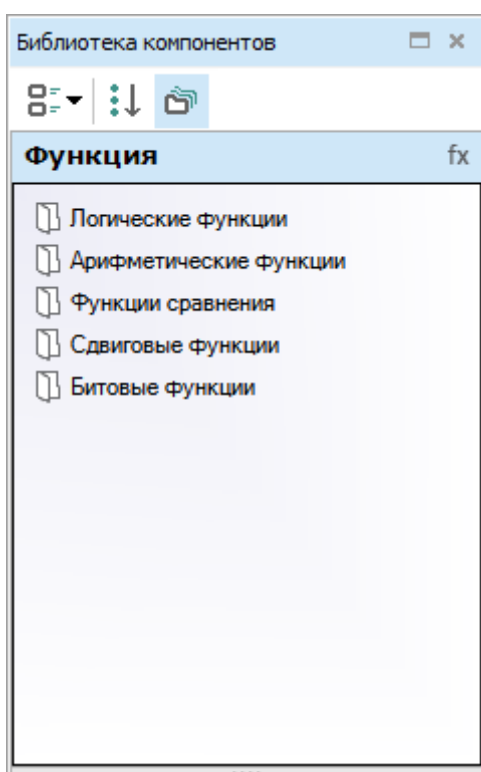 Библиотека компонентов
Функция fx
Логические функции
Арифметические функции
Функции сравнения
Сдвиговые функции
Битовые функции